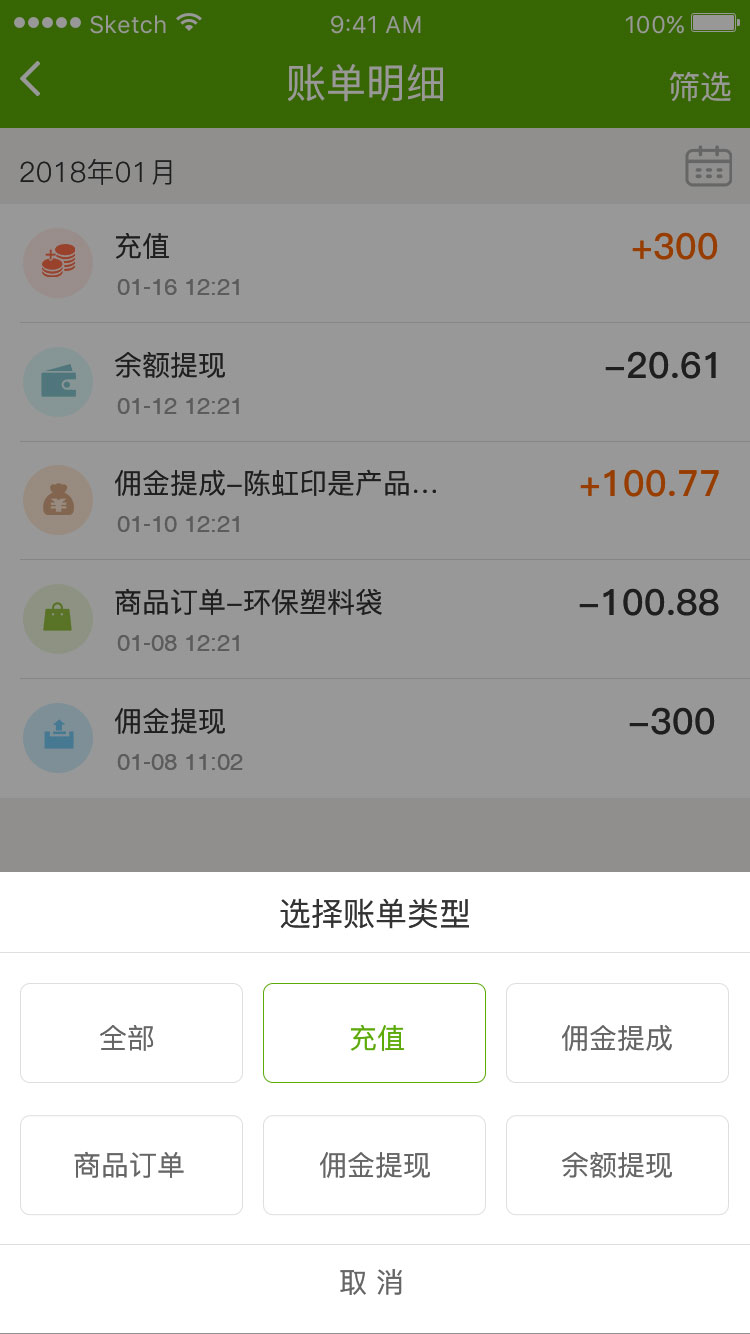 Sketch 9:41 AM 100%
账单明细 筛选
2018年01月
充值 +300
01-16 12:21
余额提现 −20.61
01-12 12:21
佣金提成−陈虹印是产品... +100.77
01-10 12:21
商品订单−环保塑料袋 −100.88
01-08 12:21
佣金提现 −300
01-08 11:02
选择账单类型
全部 充值 佣金提成
商品订单 佣金提现 余额提现
取 消